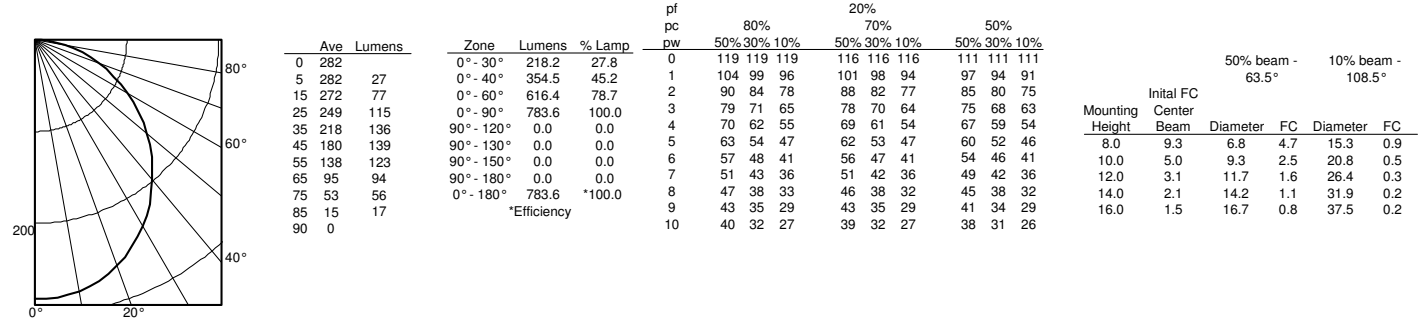 80°
60°
200
40°
0° 20°
Ave Lumens
0 282
5 282 27
15 272 77
25 249 115
35 218 136
45 180 139
55 138 123
65 95 94
75 53 56
85 15 17
90 0
Zone Lumens % Lamp
0°- 30° 218.2 27.8
0°- 40° 354.5 45.2
0°- 60° 616.4 78.7
0°- 90° 783.6 100.0
90°- 120° 0.0 0.0
90°- 130° 0.0 0.0
90°- 150° 0.0 0.0
90°- 180° 0.0 0.0
0°- 180° 783.6 *100.0
*Efficiency
pf 20%
pc 80% 70% 50%
pw 50% 30% 10% 50% 30% 10% 50% 30% 10%
0 119 119 119 116 116 116 111 111 111
1 104 99 96 101 98 94 97 94 91
2 90 84 78 88 82 77 85 80 75
3 79 71 65 78 70 64 75 68 63
4 70 62 55 69 61 54 67 59 54
5 63 54 47 62 53 47 60 52 46
6 57 48 41 56 47 41 54 46 41
7 51 43 36 51 42 36 49 42 36
8 47 38 33 46 38 32 45 38 32
9 43 35 29 43 35 29 41 34 29
10 40 32 27 39 32 27 38 31 26
50% beam - 10% beam -
63.5° 108.5°
Inital FC
Mounting Center
Height Beam Diameter FC Diameter FC
8.0 9.3 6.8 4.7 15.3 0.9
10.0 5.0 9.3 2.5 20.8 0.5
12.0 3.1 11.7 1.6 26.4 0.3
14.0 2.1 14.2 1.1 31.9 0.2
16.0 1.5 16.7 0.8 37.5 0.2